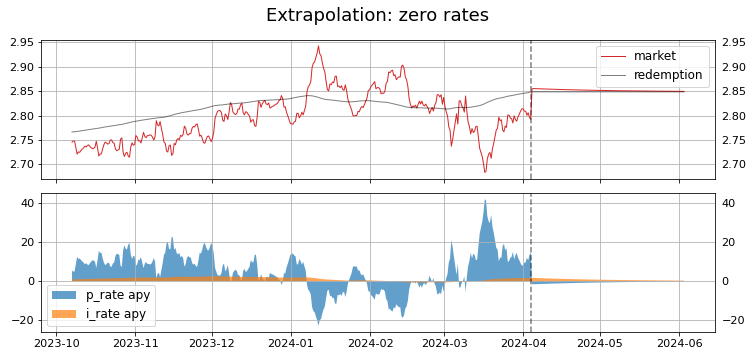 Extrapolation: zero rates
2.95 2.95
2.90 2.90
2.85 2.85
2.80 2.80
2.75 2.75
2.70 2.70
market
redemption
40 40
20 20
0 0
−20 −20
p_rate apy
i_rate apy
2023-10 2023-11 2023-12 2024-01 2024-02 2024-03 2024-04 2024-05 2024-06